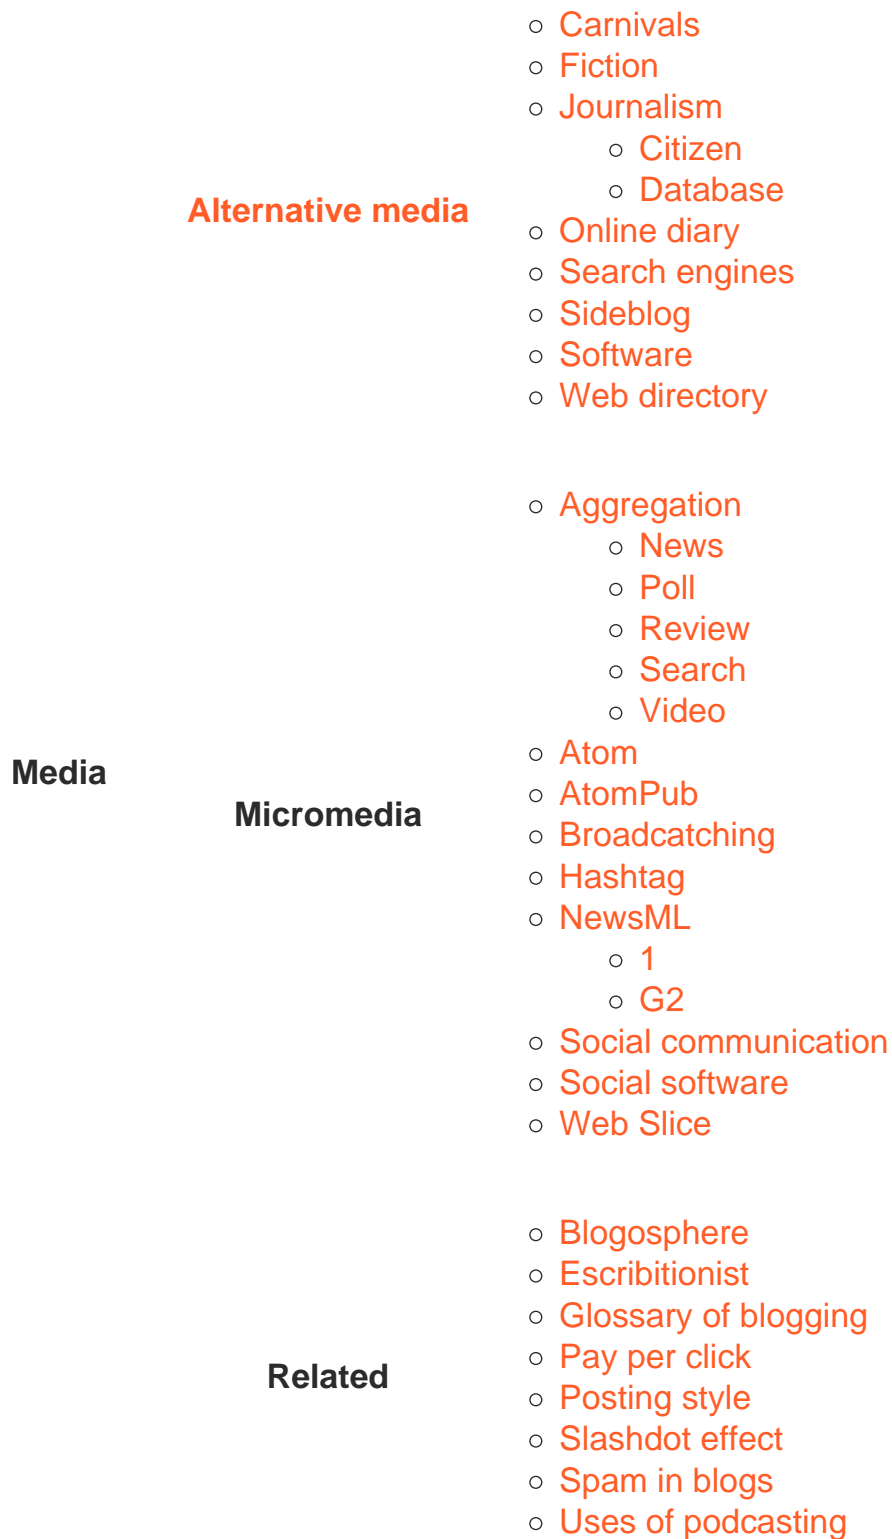 Media
Alternative media
Carnivals
Fiction
Journalism
Citizen
Database
Online diary
Search engines
Sideblog
Software
Web directory
Micromedia
Aggregation
News
Poll
Review
Search
Video
Atom
AtomPub
Broadcatching
Hashtag
NewsML
1
G2
Social communication
Social software
Web Slice
Related
Blogosphere
Escribitionist
Glossary of blogging
Pay per click
Posting style
Slashdot effect
Spam in blogs
Uses of podcasting